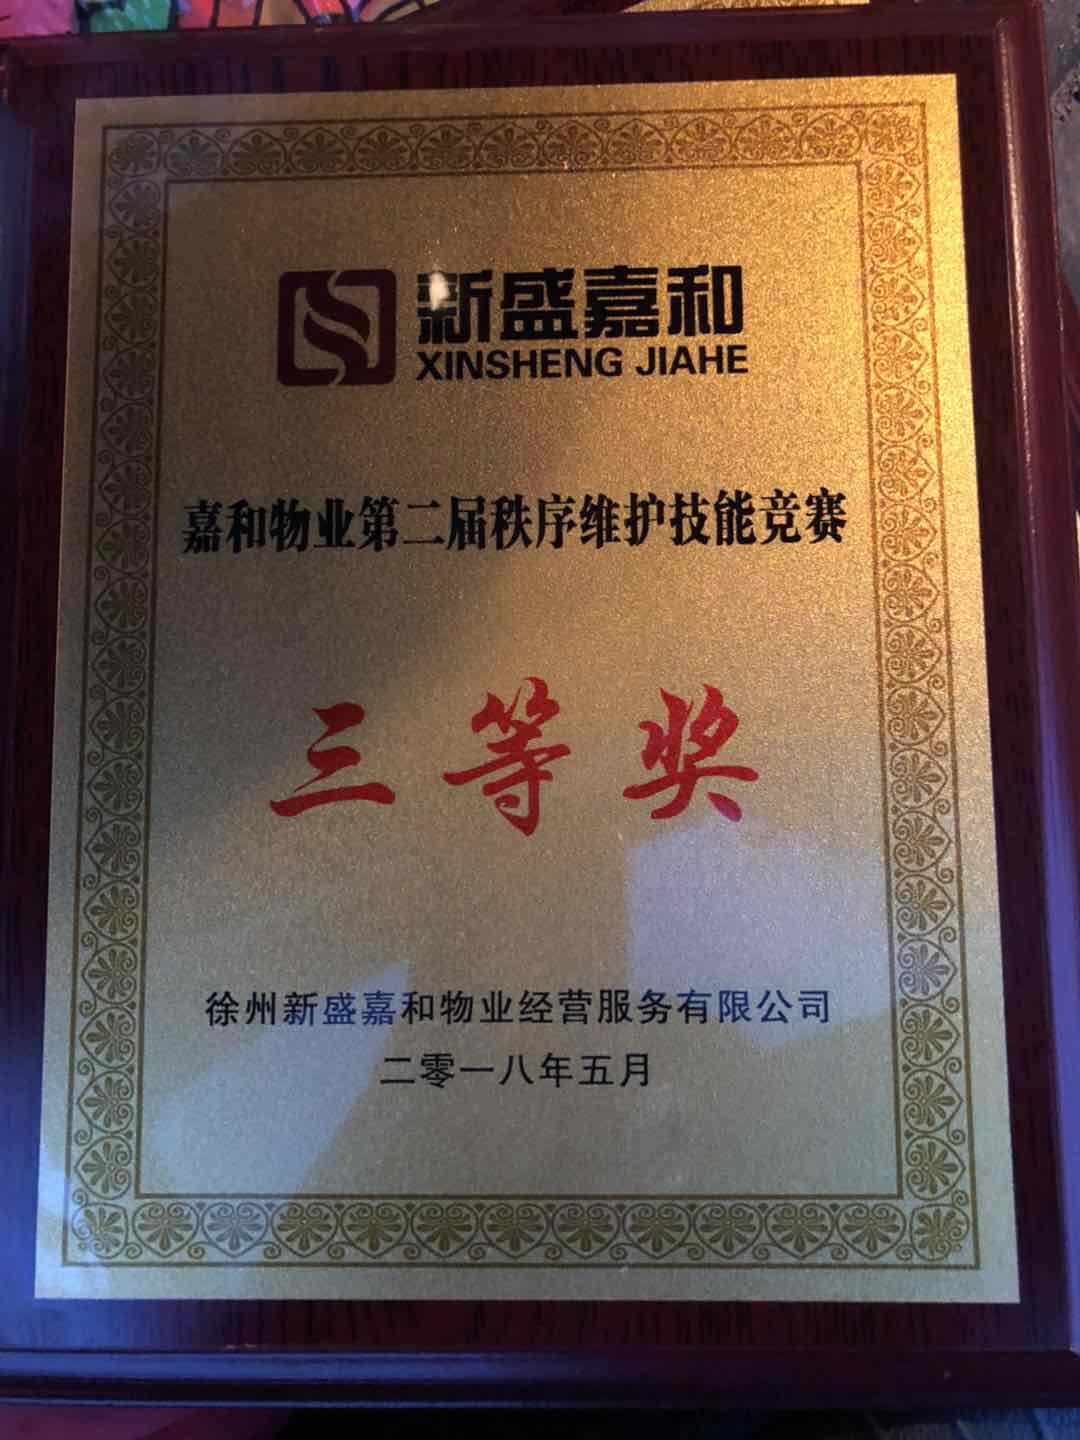 新盛嘉和
XINSHENG JIAHE
嘉和物业第二届秩序维护技能竞赛
三等奖
徐州新盛嘉和物业经营服务有限公司
二零一八年五月